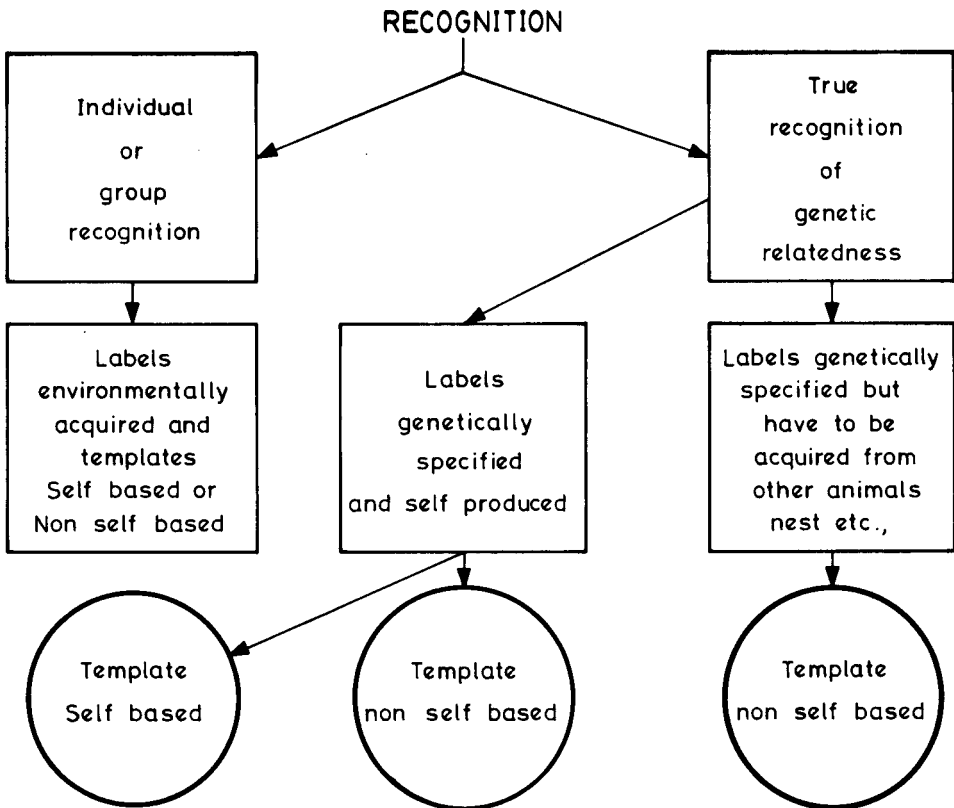 RECOGNITION
Individual
or
group
recognition
True
recognition
of
genetic
relatedness
Labels
environmentally
acquired and
templates
Self based or
Non self based
Labels
genetically
specified
and self produced
Labels genetically
specified but
have to be
acquired from
other animals
nest etc.,
Template
Self based
Template
non self based
Template
non self based